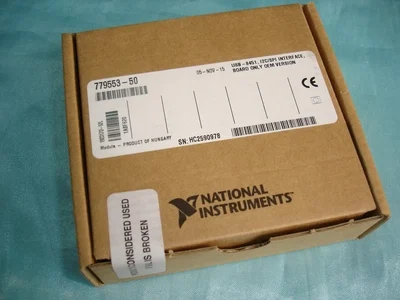 779553-50
05-NOV-15
USB-8451, I2C/SPI INTERFACE,
BOARD ONLY OEM VERSION
CE
Module - PRODUCT OF HUNGARY
SN:HC2590978
NATIONAL
INSTRUMENTS
CONSIDERED USED
IS BROKEN